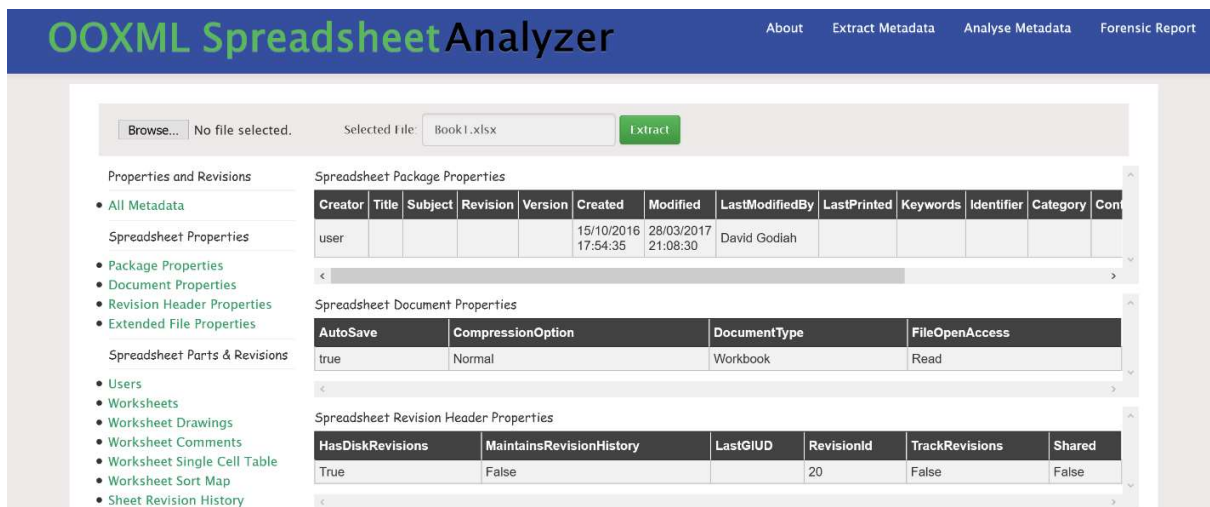 OOXML Spreadsheet Analyzer
About Extract Metadata Analyse Metadata Forensic Report
Browse... No file selected. Selected File: Book1.xlsx Extract
Properties and Revisions
All Metadata
Spreadsheet Properties
Package Properties
Document Properties
Revision Header Properties
Extended File Properties
Spreadsheet Parts & Revisions
Users
Worksheets
Worksheet Drawings
Worksheet Comments
Worksheet Single Cell Table
Worksheet Sort Map
Sheet Revision History
Spreadsheet Package Properties
Creator Title Subject Revision Version Created Modified LastModifiedBy LastPrinted Keywords Identifier Category
user 15/10/2016 17:54:35 28/03/2017 21:08:30 David Godiah
Spreadsheet Document Properties
AutoSave CompressionOption DocumentType FileOpenAccess
true Normal Workbook Read
Spreadsheet Revision Header Properties
HasDiskRevisions MaintainsRevisionHistory LastGIUD RevisionId TrackRevisions Shared
True False 20 False False